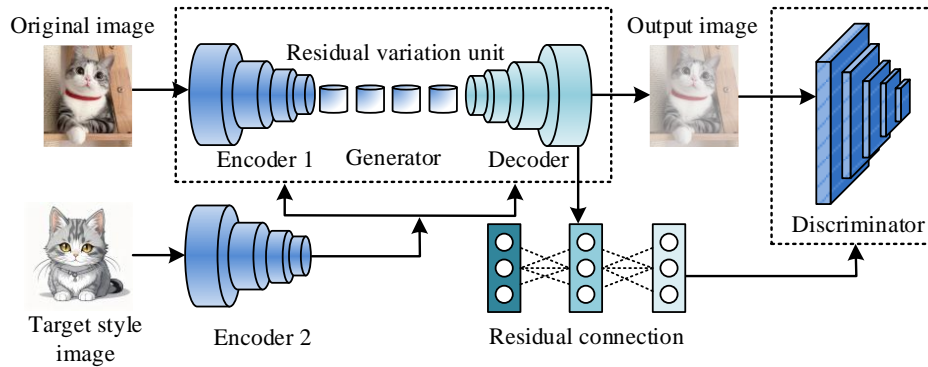 Original image
Residual variation unit
Output image
Encoder 1
Generator
Decoder
Discriminator
Target style
image
Encoder 2
Residual connection